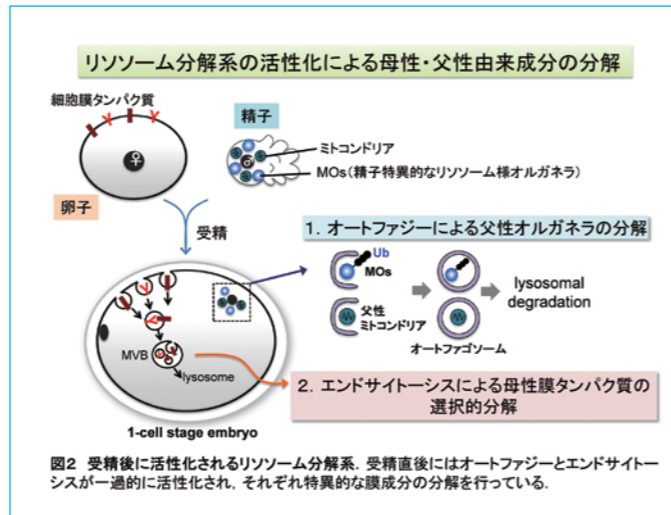 リソソーム分解系の活性化による母性・父性由来成分の分解
細胞膜タンパク質
♀
卵子
精子
♂
ミトコンドリア
MOs(精子特異的なリソソーム様オルガネラ)
受精
1. オートファジーによる父性オルガネラの分解
Ub
MOs
父性
ミトコンドリア
オートファゴソーム
lysosomal
degradation
MVB
lysosome
2. エンドサイトーシスによる母性膜タンパク質の
選択的分解
1-cell stage embryo
図2 受精後に活性化されるリソソーム分解系. 受精直後にはオートファジーとエンドサイトー
シスが一過的に活性化され, それぞれ特異的な膜成分の分解を行っている.